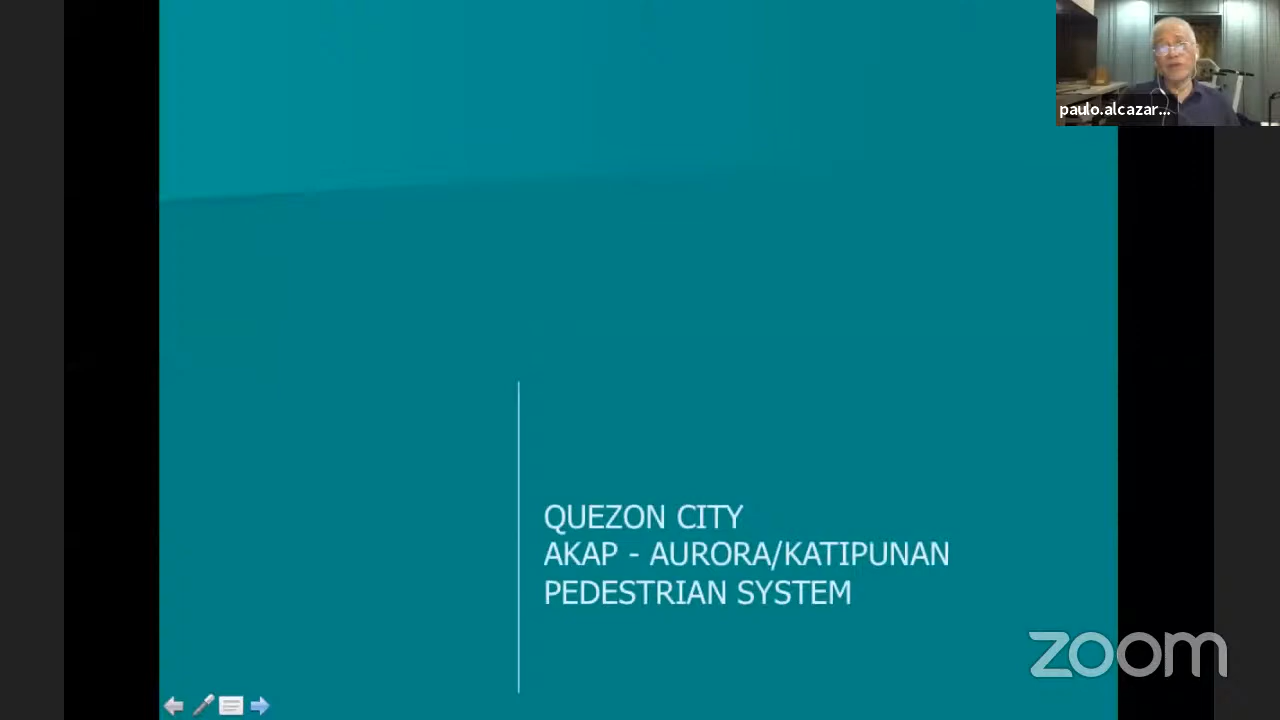 paulo.alcazar...
QUEZON CITY
AKAP - AURORA/KATIPUNAN
PEDESTRIAN SYSTEM
zoom